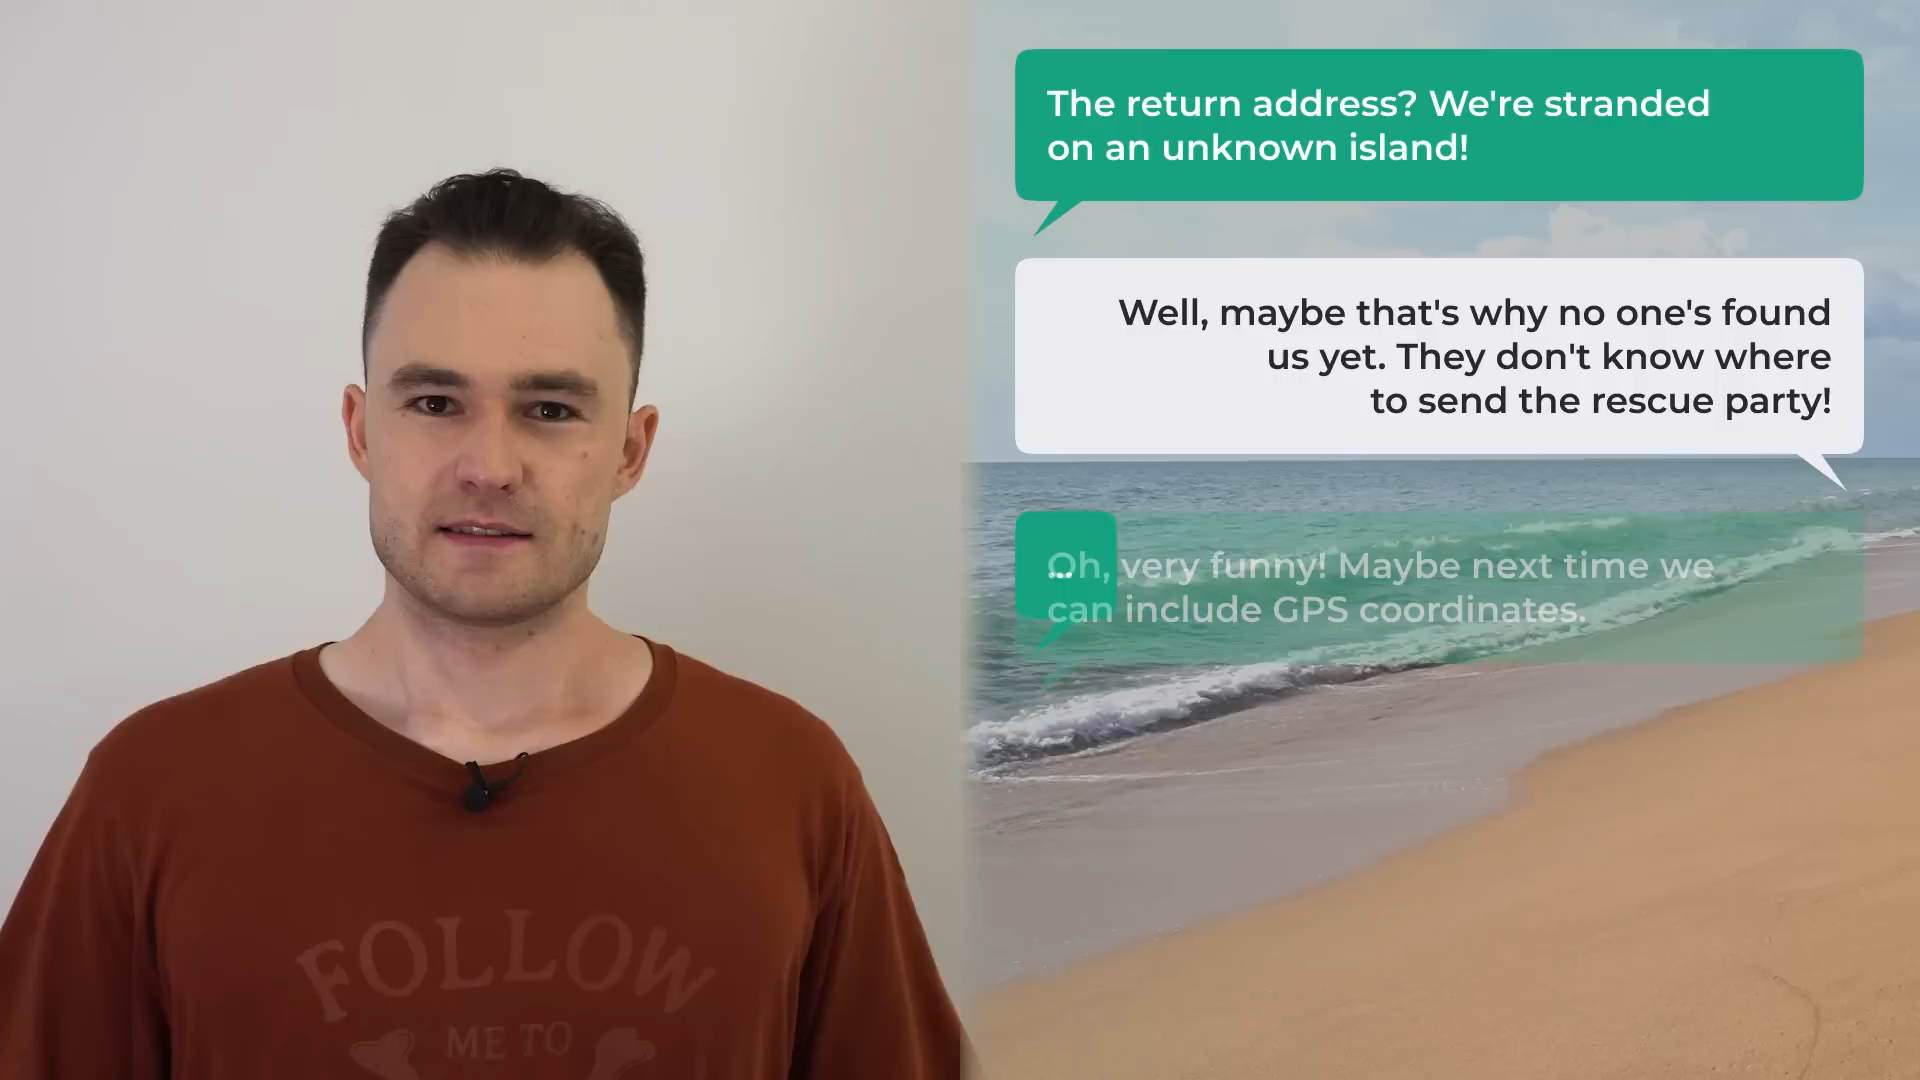 The return address? We're stranded
on an unknown island!
Well, maybe that's why no one's found
us yet. They don't know where
to send the rescue party!
...
Oh, very funny! Maybe next time we
can include GPS coordinates.
FOLLOW
ME TO